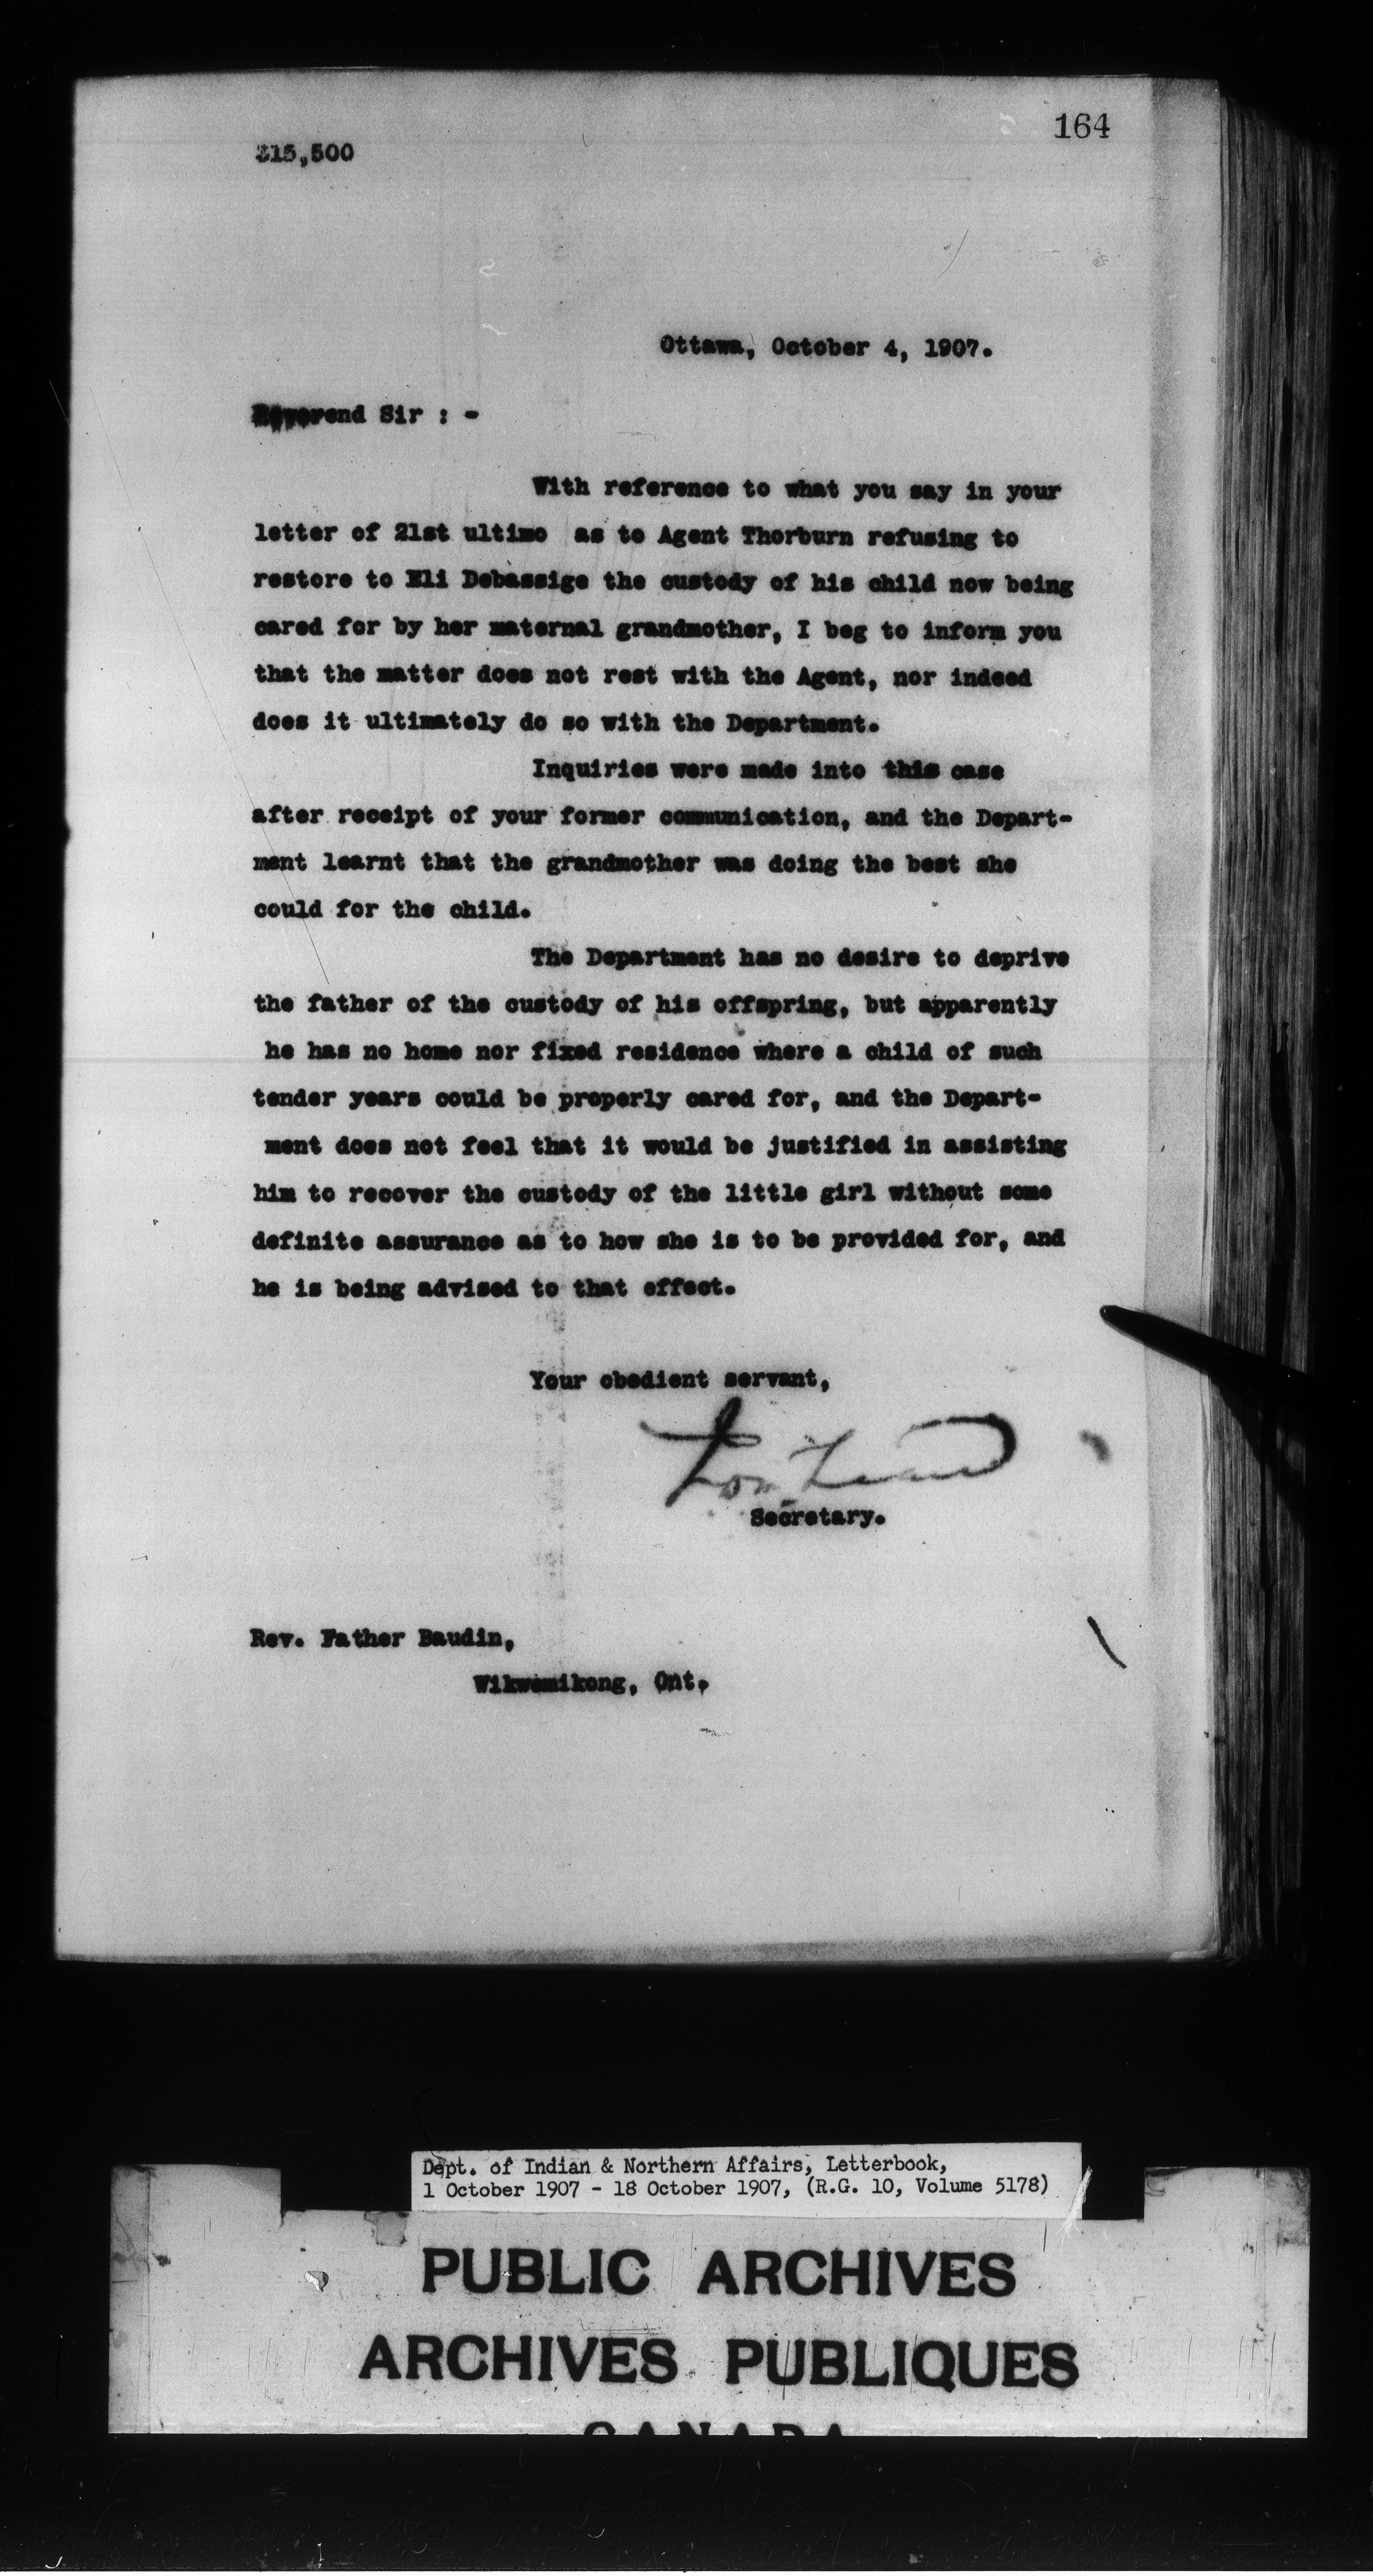 164
315,500
Ottawa, October 4, 1907.
Reverend Sir : -
With reference to what you say in your
letter of 21st ultimo as to Agent Thorburn refusing to
restore to Eli Debassige the custody of his child now being
cared for by her maternal grandmother, I beg to inform you
that the matter does not rest with the Agent, nor indeed
does it ultimately do so with the Department.
Inquiries were made into this case
after receipt of your former communication, and the Depart-
ment learnt that the grandmother was doing the best she
could for the child.
The Department has no desire to deprive
the father of the custody of his offspring, but apparently
he has no home nor fixed residence where a child of such
tender years could be properly cared for, and the Depart-
ment does not feel that it would be justified in assisting
him to recover the custody of the little girl without some
definite assurance as to how she is to be provided for, and
he is being advised to that effect.
Your obedient servant,
Secretary.
Rev. Father Baudin,
Wikwemikong, Ont.
Dept. of Indian & Northern Affairs, Letterbook,
1 October 1907 - 18 October 1907, (R.G. 10, Volume 5178)
PUBLIC ARCHIVES
ARCHIVES PUBLIQUES
CANADA